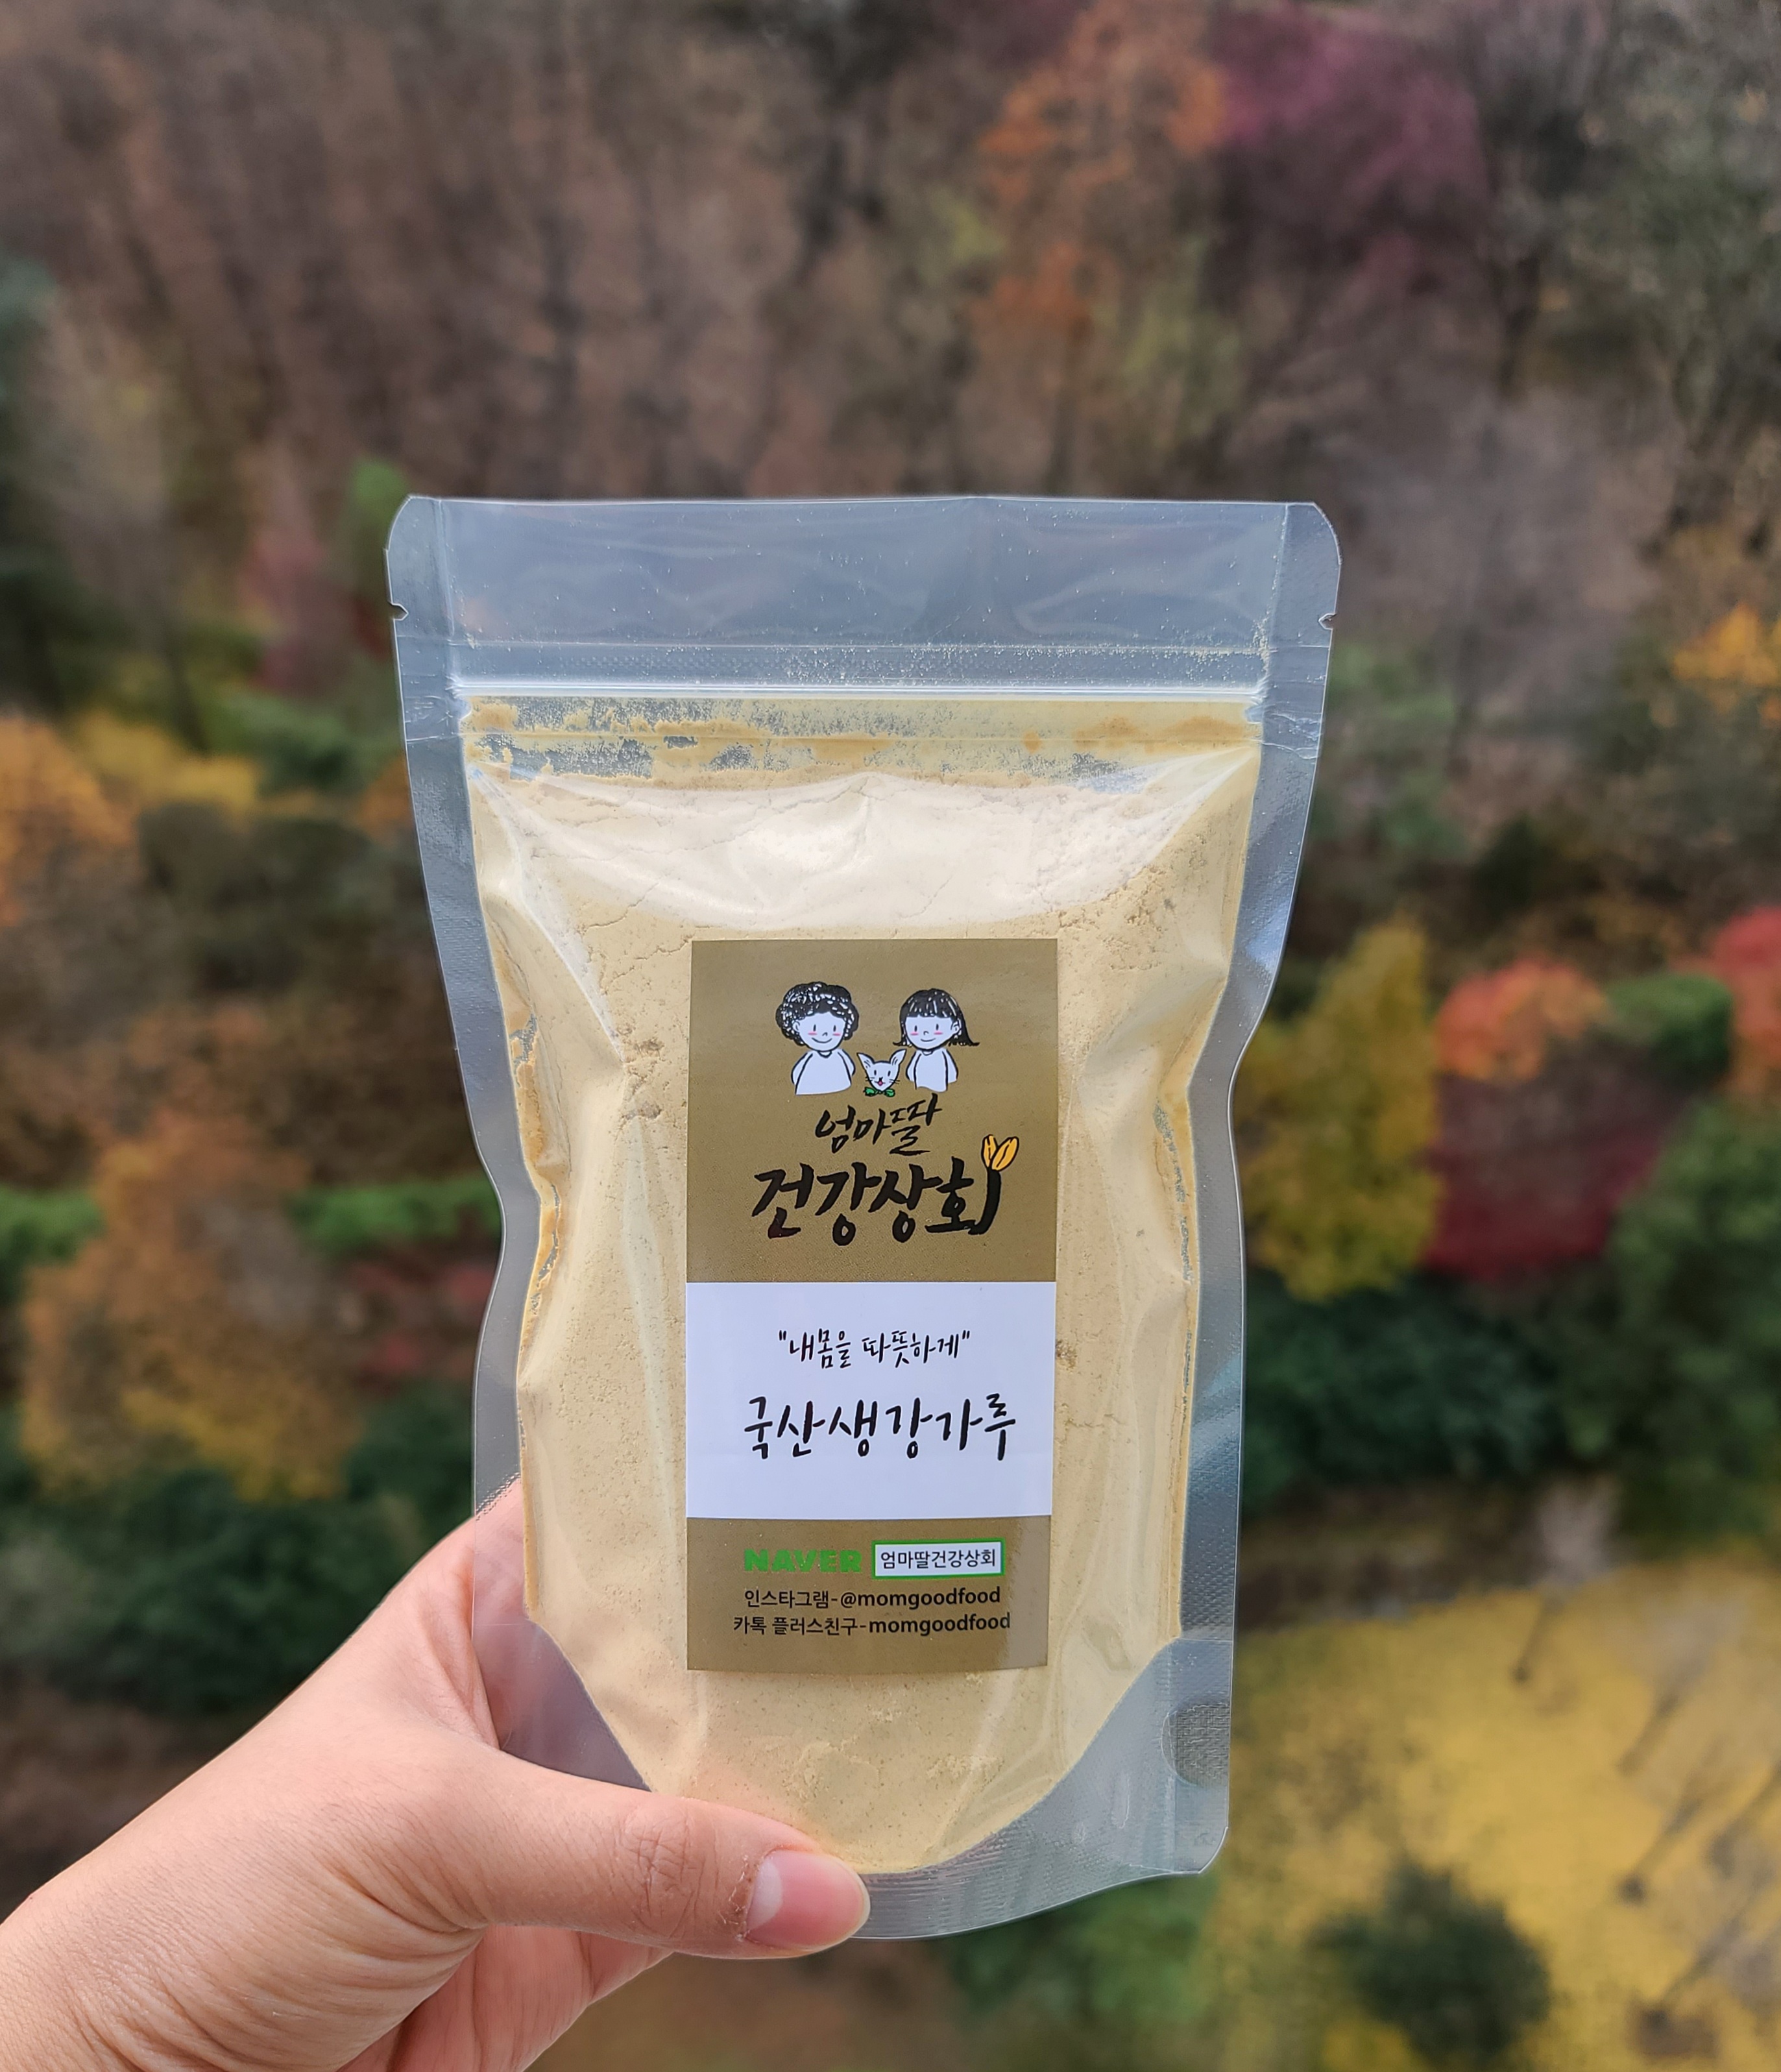 엄마딸
건강상회
"내몸을 따뜻하게"
국산생강가루
NAVER 엄마딸건강상회
인스타그램-@momgoodfood
카톡 플러스친구-momgoodfood